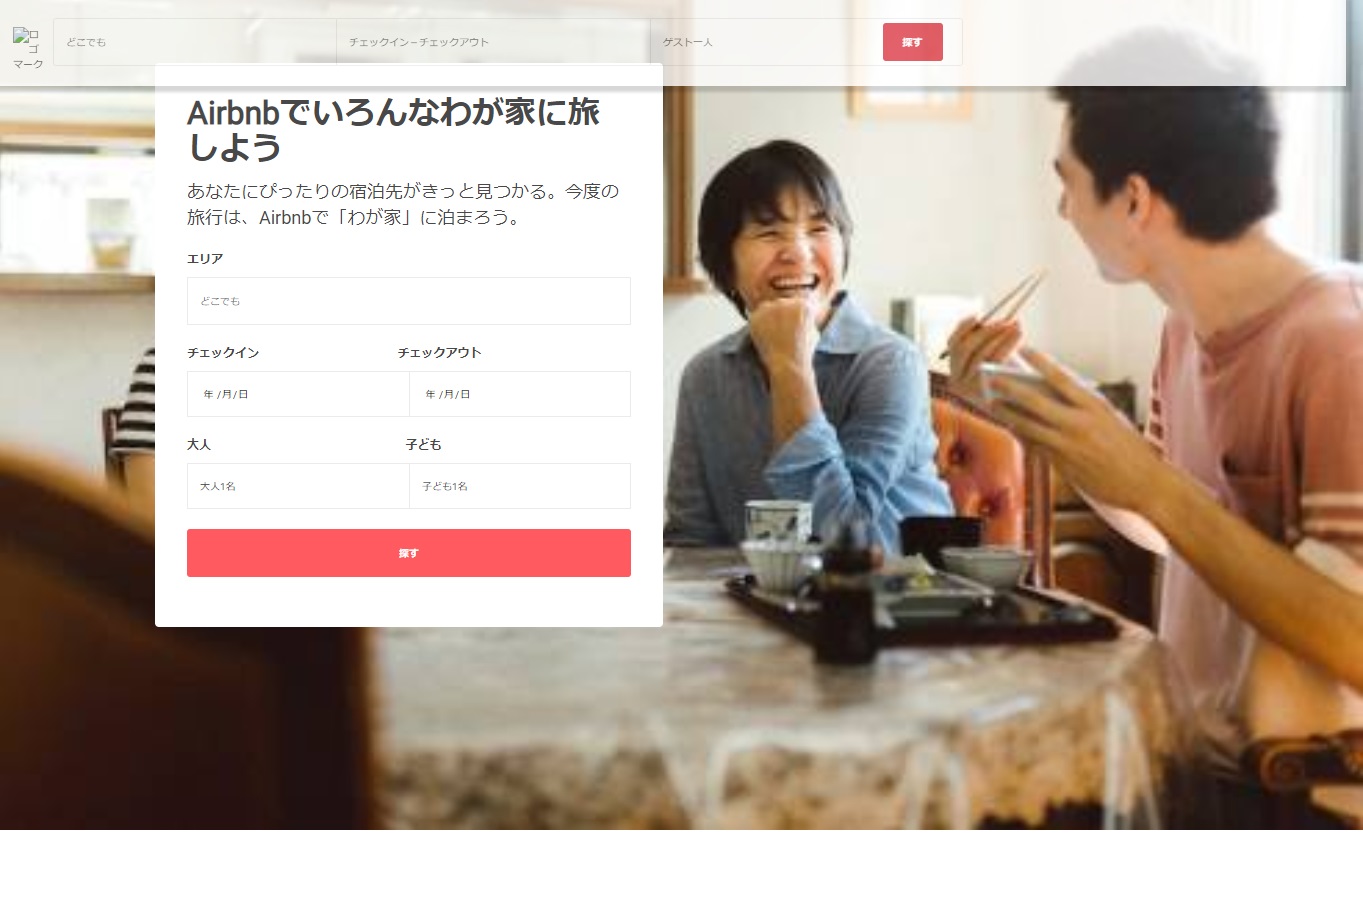 ロ
ゴ
マーク
どこでも
チェックイン－チェックアウト
ゲスト一人
探す
Airbnbでいろんなわが家に旅
しよう
あなたにぴったりの宿泊先がきっと見つかる。今度の
旅行は、Airbnbで「わが家」に泊まろう。
エリア
どこでも
チェックイン
チェックアウト
年 /月/日
年 /月/日
大人
子ども
大人1名
子ども1名
探す